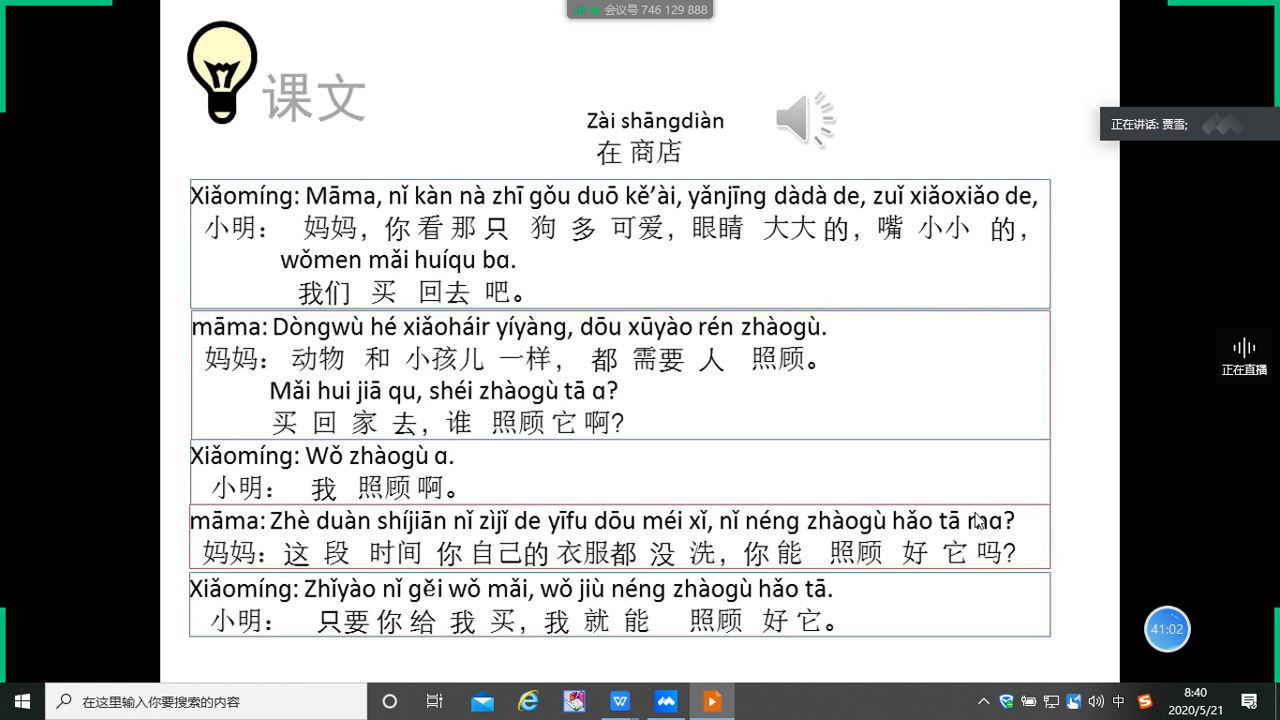 会议号 746 129 888
课文
正在讲话: 贾雪;
Zài shāngdiàn
在 商店
Xiǎomíng: Māma, nǐ kàn nà zhī gǒu duō kě’ài, yǎnjīng dàdà de, zuǐ xiǎoxiǎo de,
小明： 妈妈，你 看 那 只 狗 多 可爱，眼睛 大大 的，嘴 小小 的，
wǒmen mǎi huíqu bɑ.
我们 买 回去 吧。
māma: Dòngwù hé xiǎoháir yíyàng, dōu xūyào rén zhàogù.
妈妈： 动物 和 小孩儿 一样， 都 需要 人 照顾。
Mǎi hui jiā qu, shéi zhàogù tā ɑ?
买 回 家 去，谁 照顾 它 啊?
Xiǎomíng: Wǒ zhàogù ɑ.
小明： 我 照顾 啊。
māma: Zhè duàn shíjiān nǐ zìjǐ de yīfu dōu méi xǐ, nǐ néng zhàogù hǎo tā mɑ?
妈妈：这 段 时间 你 自己 的 衣服 都 没 洗，你 能 照顾 好 它 吗?
Xiǎomíng: Zhǐyào nǐ gěi wǒ mǎi, wǒ jiù néng zhàogù hǎo tā.
小明： 只要 你 给 我 买，我 就 能 照顾 好 它。
正在直播
41:02
在这里输入你要搜索的内容
中
8:40
2020/5/21